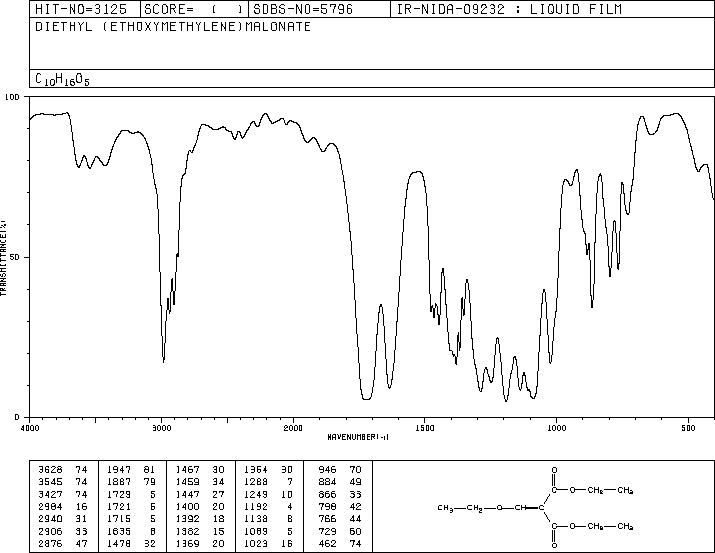 HIT-NO=3125 SCORE= ( ) SDBS-NO=5796 IR-NIDA-09232 : LIQUID FILM
DIETHYL (ETHOXYMETHYLENE)MALONATE
C10H16O5
100
50
0
TRANSMITTANCE(%)
4000 3000 2000 1500 1000 500
WAVENUMBER(-1)
3628 74 1947 81 1467 30 1364 30 946 70
3545 74 1887 79 1459 34 1288 7 884 49
3427 74 1729 5 1447 27 1249 10 866 33
2984 16 1721 6 1400 20 1192 4 798 42
2940 31 1715 5 1392 18 1138 8 766 44
2906 33 1635 8 1382 15 1089 5 729 60
2876 47 1478 32 1369 20 1023 16 462 74
O
C—O—CH2—CH3
CH3—CH2—O—CH=C
C—O—CH2—CH3
O